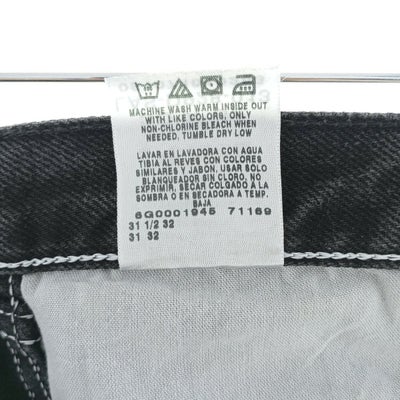 MACHINE WASH WARM INSIDE OUT
WITH LIKE COLORS, ONLY
NON-CHLORINE BLEACH WHEN
NEEDED. TUMBLE DRY LOW
LAVAR EN LAVADORA CON AGUA
TIBIA AL REVES CON COLORES
SIMILARES Y JABON, USAR SOLO
BLANQUEADOR SIN CLORO. NO
EXPRIMIR, SECAR COLGADO A LA
SOMBRA O EN SECADORA A TEMP.
BAJA
6G0001945 71169
31 1/2 32
31 32